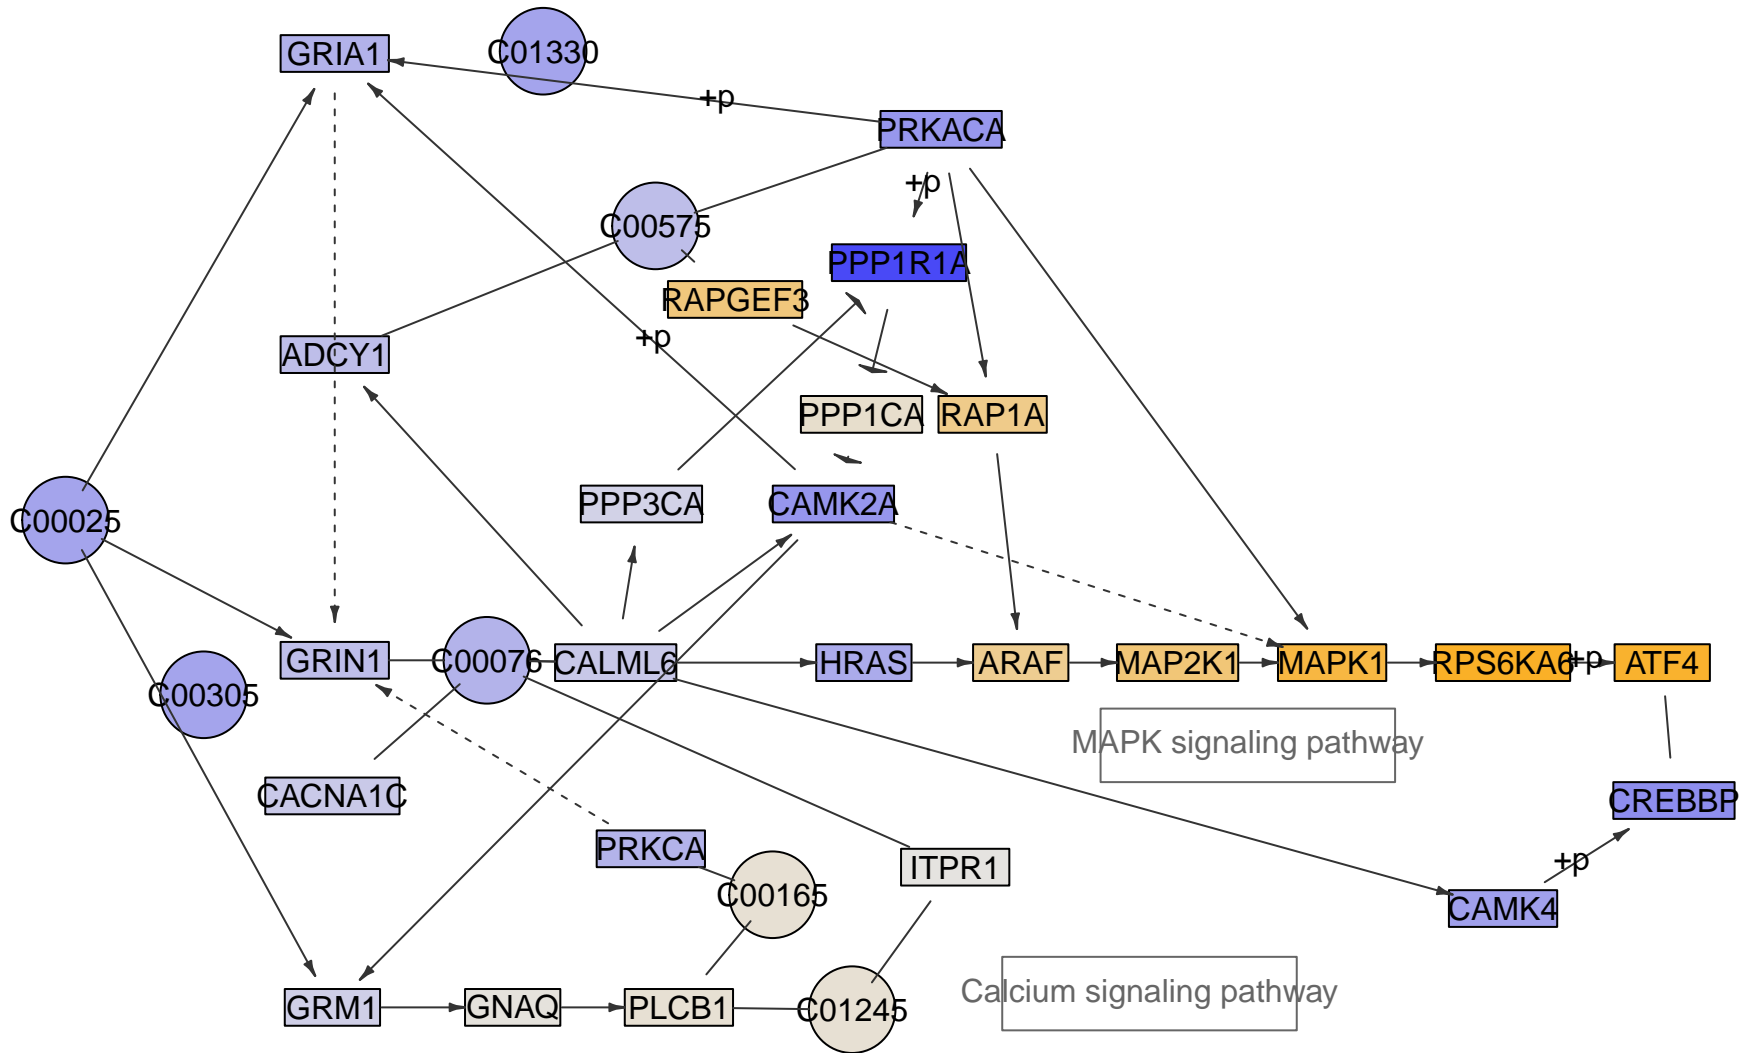 GRIA1
C01330
+p
PRKACA
+p
C00575
PPP1R1A
RAPGEF3
+p
ADCY1
PPP1CA
RAP1A
PPP3CA
CAMK2A
C00025
GRIN1
C00076
CALML6
HRAS
ARAF
MAP2K1
MAPK1
RPS6KA6
+p
ATF4
C00305
MAPK signaling pathway
CACNA1C
CREBBP
PRKCA
ITPR1
+p
C00165
CAMK4
Calcium signaling pathway
GRM1
GNAQ
PLCB1
C01245